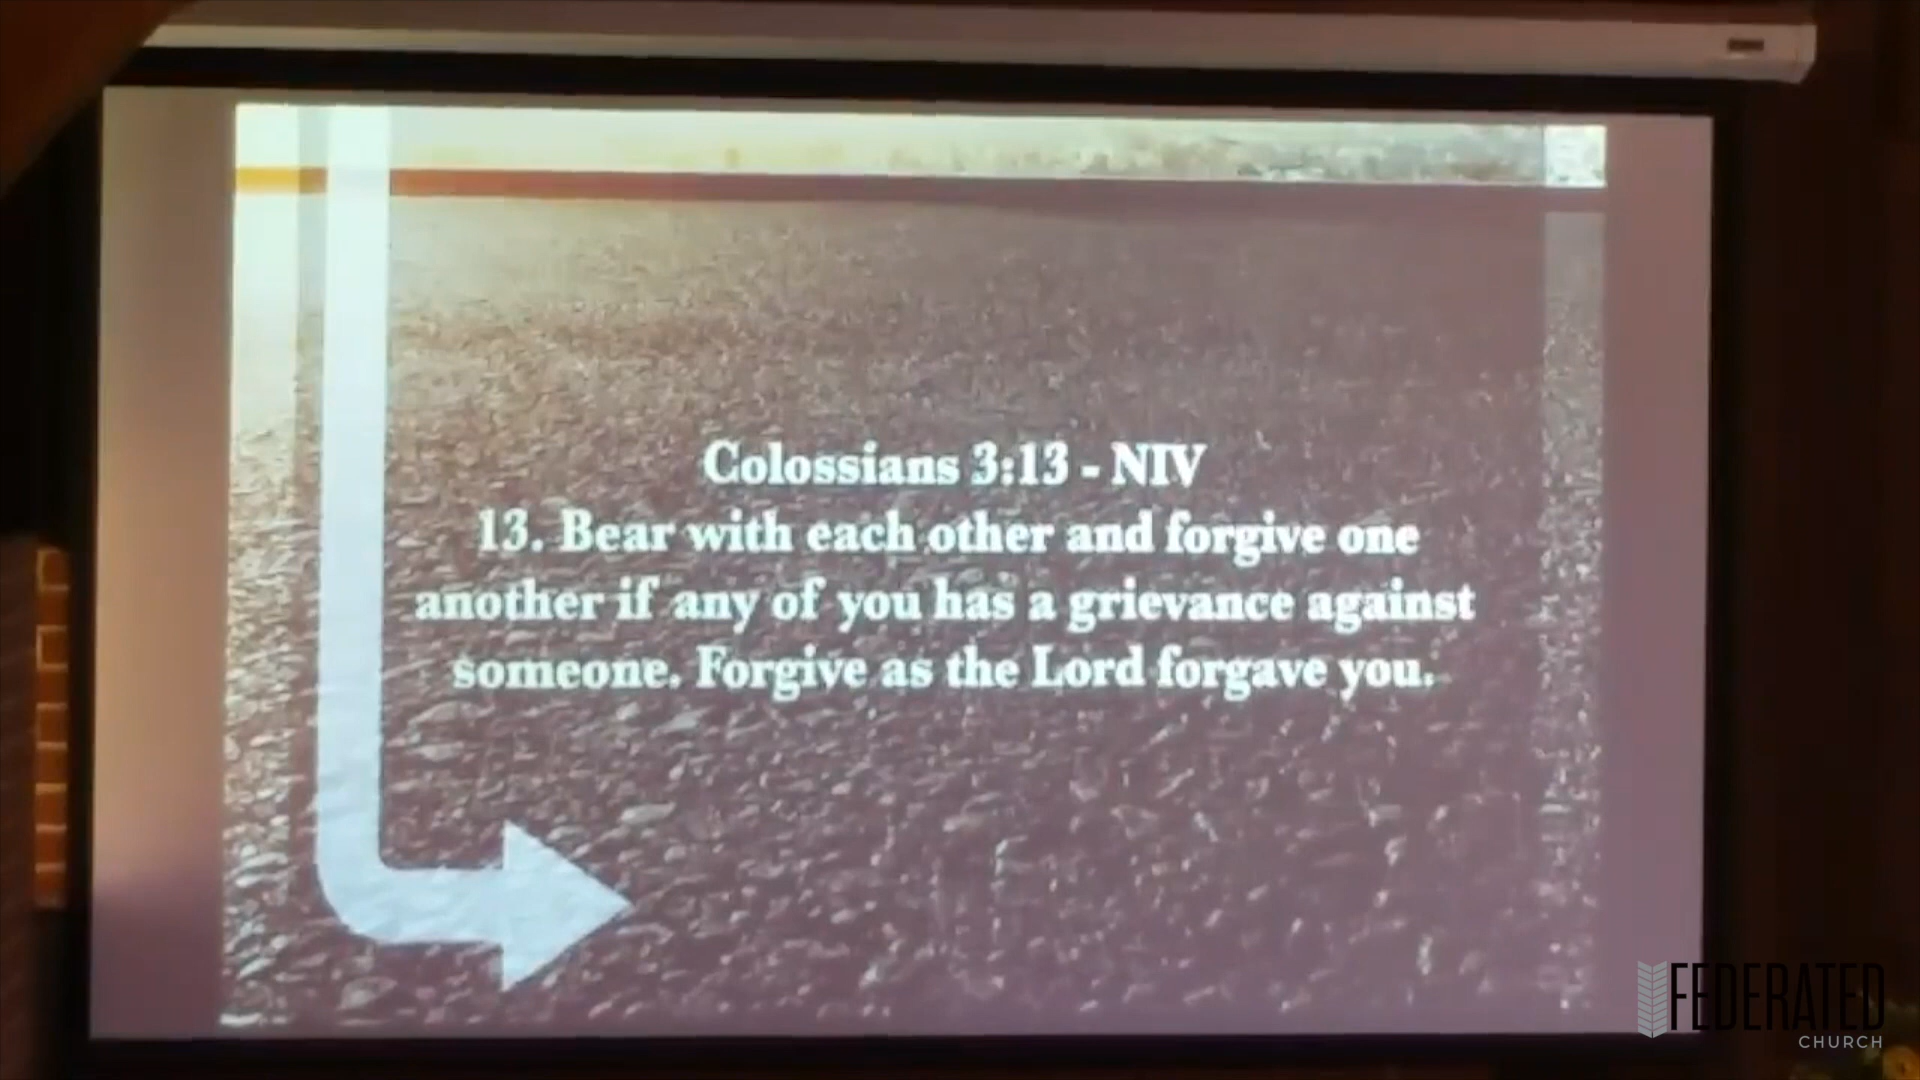 Colossians 3:13 - NIV
13. Bear with each other and forgive one
another if any of you has a grievance against
someone. Forgive as the Lord forgave you.
FEDERATED
CHURCH